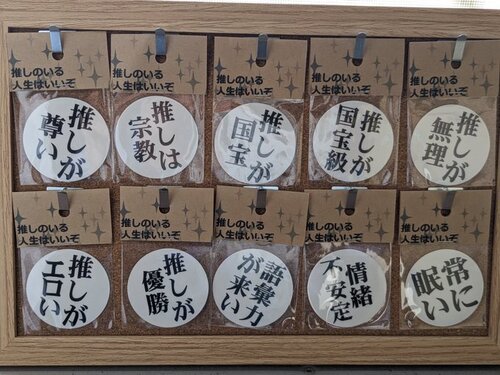 推しのいる
人生はいいぞ
推しが
尊い
推しのいる
人生はいいぞ
推しは
宗教
推しのいる
人生はいいぞ
推しが
国宝
推しのいる
人生はいいぞ
推しが
国宝級
推しのいる
人生はいいぞ
推しが
無理
推しのいる
人生はいいぞ
推しが
エロい
推しのいる
人生はいいぞ
推しが
優勝
推しのいる
人生はいいぞ
語彙力
が来い
推しのいる
人生はいいぞ
情緒
不安定
推しのいる
人生はいいぞ
常に
眠い